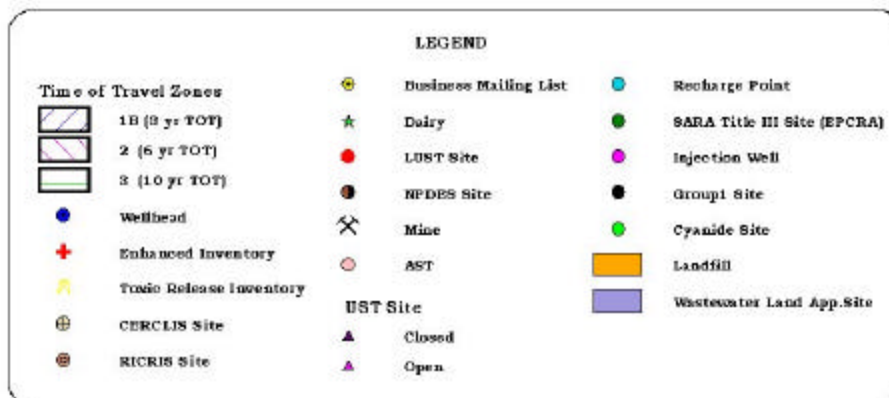 LEGEND
Time of
Travel Zones
1B (3 yr TOT)
2 (6 yr TOT)
3 (10 yr TOT)
Wellhead
Enhanced Inventory
Toxic Release Inventory
CERCLIS Site
RICRIS Site
Business Mailing List
Dairy
LUST Site
NPDES Site
Mine
AST
UST Site
Closed
Open
Recharge Point
SARA Title III Site (EPCRA)
Injection Well
Group1 Site
Cyanide Site
Landfill
Wastewater Land App.Site